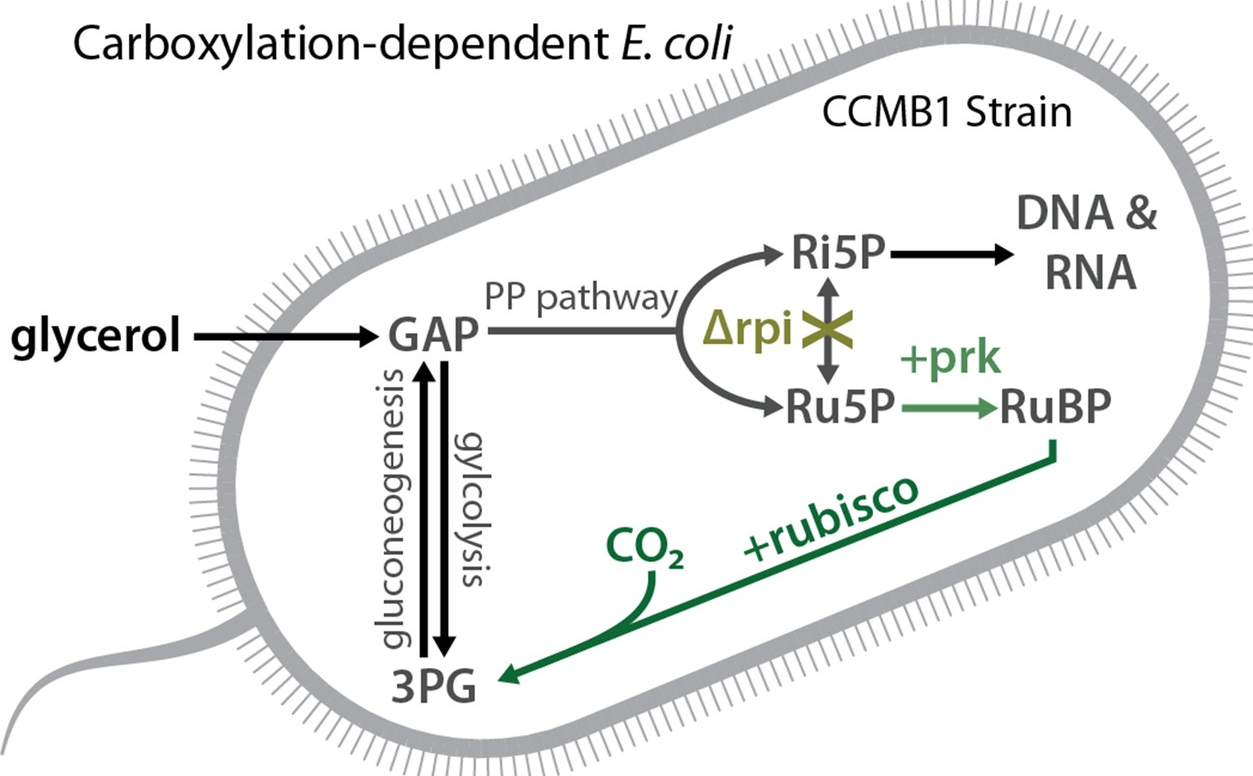 Carboxylation-dependent E. coli
CCMB1 Strain
DNA &
RNA
Ri5P
PP pathway
glycerol
GAP
Δrpi
+prk
Ru5P
RuBP
gluconeogenesis
gylcolysis
+rubisco
CO₂
3PG